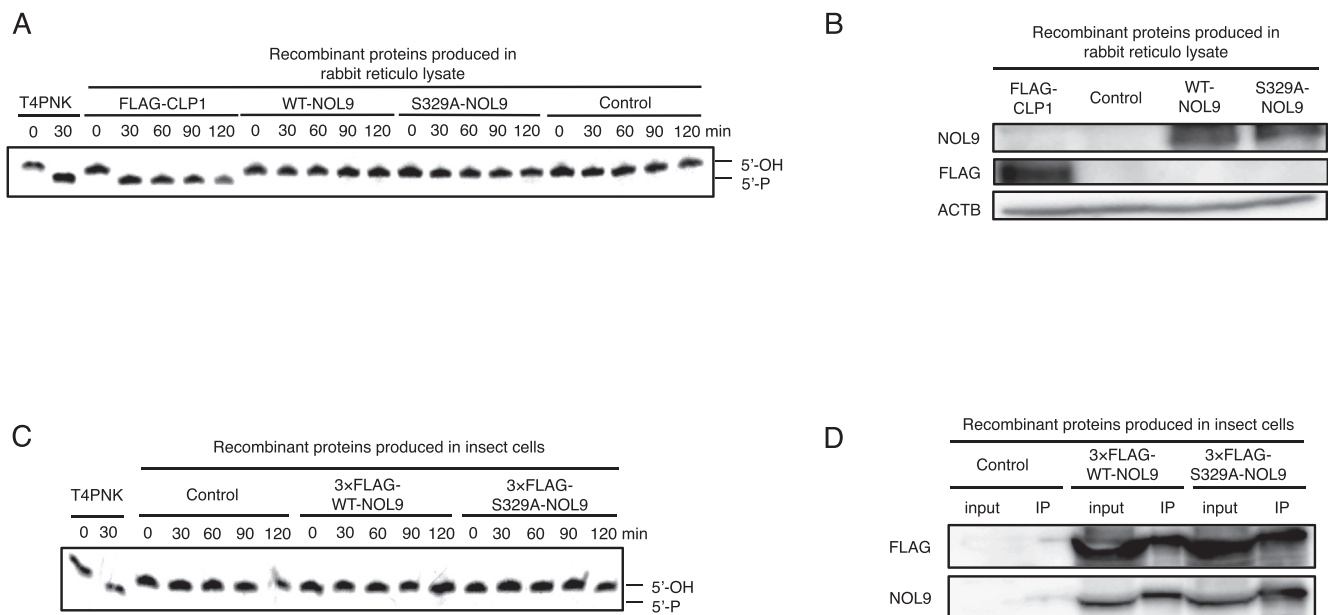 A
Recombinant proteins produced in
rabbit reticulo lysate
T4PNK FLAG-CLP1 WT-NOL9 S329A-NOL9 Control
0 30 0 30 60 90 120 0 30 60 90 120 0 30 60 90 120 0 30 60 90 120 min
5'-OH
5'-P
B
Recombinant proteins produced in
rabbit reticulo lysate
FLAG-
CLP1
Control
WT-
NOL9
S329A-
NOL9
NOL9
FLAG
ACTB
C
Recombinant proteins produced in insect cells
T4PNK
Control
3×FLAG-
WT-NOL9
3×FLAG-
S329A-NOL9
0 30 0 30 60 90 120 0 30 60 90 120 0 30 60 90 120 min
5'-OH
5'-P
D
Recombinant proteins produced in insect cells
Control
3×FLAG-
WT-NOL9
3×FLAG-
S329A-NOL9
input IP input IP input IP
FLAG
NOL9